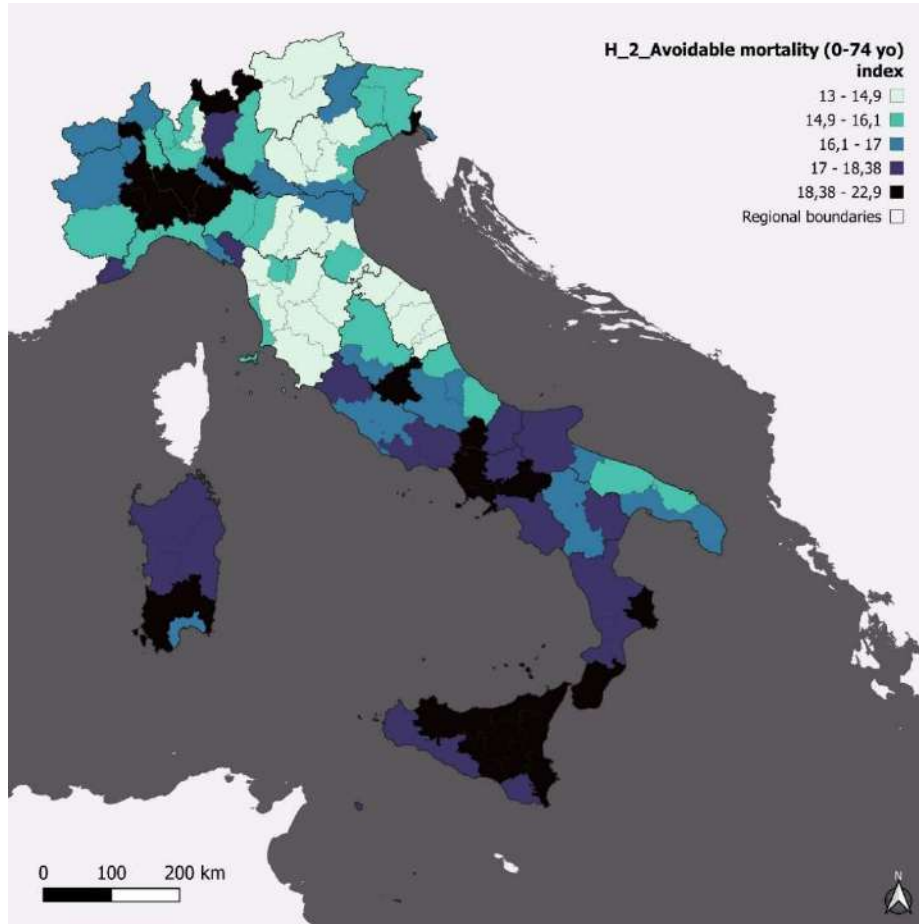 H_2_Avoidable mortality (0-74 yo)
index
13 - 14,9
14,9 - 16,1
16,1 - 17
17 - 18,38
18,38 - 22,9
Regional boundaries
0 100 200 km
N